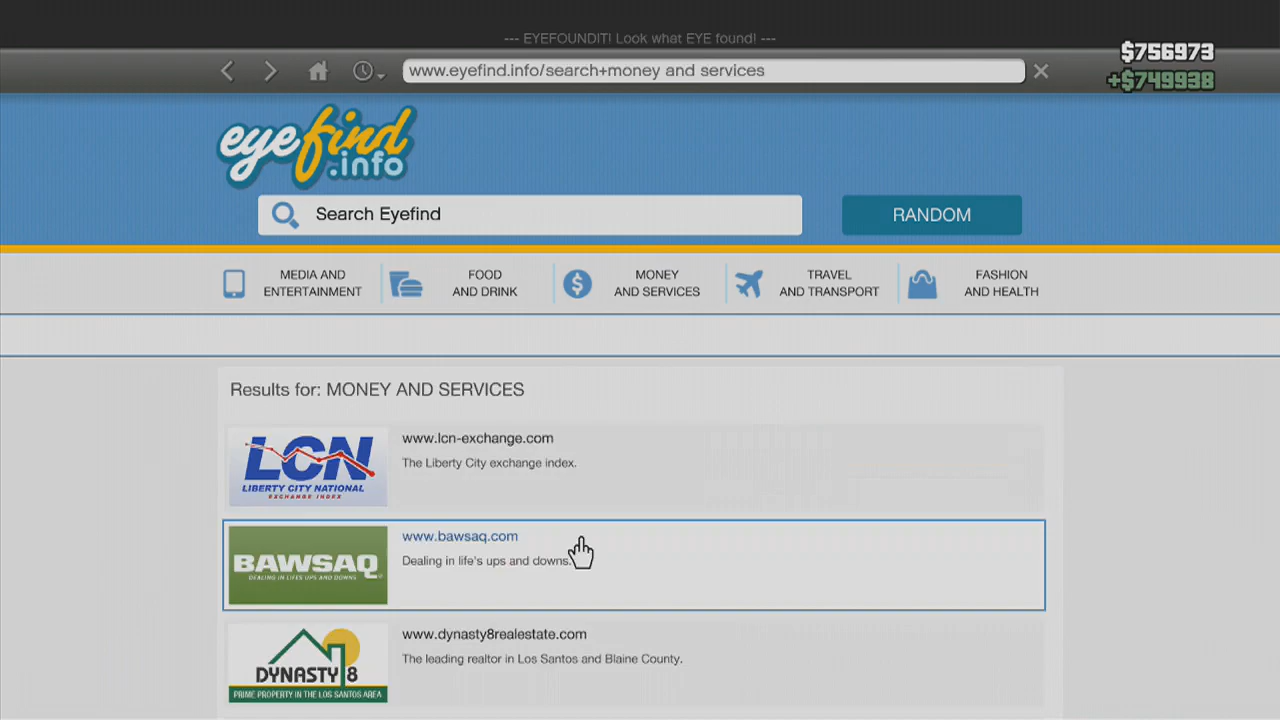 --- EYEFOUNDIT! Look what EYE found! ---
www.eyefind.info/search+money and services
$756973
+$749938
eyefind
.info
Search Eyefind
RANDOM
MEDIA AND
ENTERTAINMENT
FOOD
AND DRINK
MONEY
AND SERVICES
TRAVEL
AND TRANSPORT
FASHION
AND HEALTH
Results for: MONEY AND SERVICES
LCN
LIBERTY CITY NATIONAL
EXCHANGE INDEX
www.lcn-exchange.com
The Liberty City exchange index.
BAWSAQ
DEALING IN LIFE'S UPS AND DOWNS
www.bawsaq.com
Dealing in life's ups and downs.
DYNASTY 8
PRIME PROPERTY IN THE LOS SANTOS AREA
www.dynasty8realestate.com
The leading realtor in Los Santos and Blaine County.